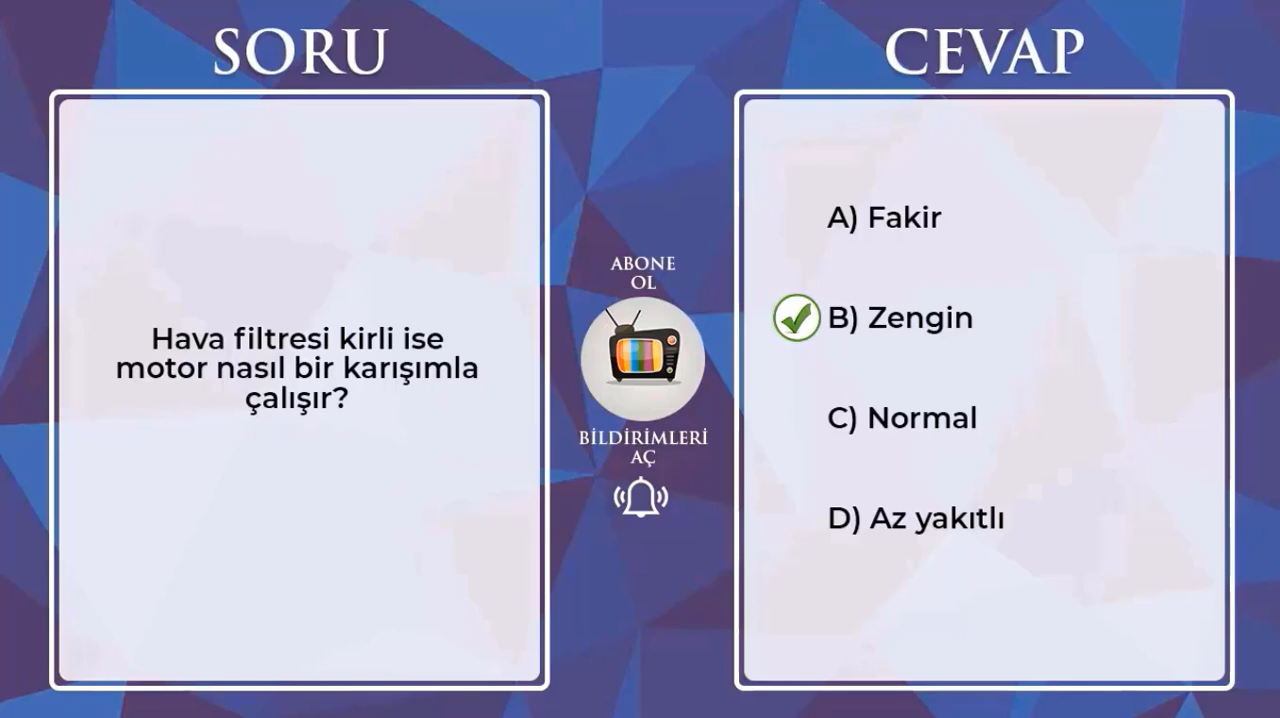 SORU
Hava filtresi kirli ise
motor nasıl bir karışımla
çalışır?
ABONE
OL
BİLDİRİMLERİ
AÇ
CEVAP
A) Fakir
B) Zengin
C) Normal
D) Az yakıtlı